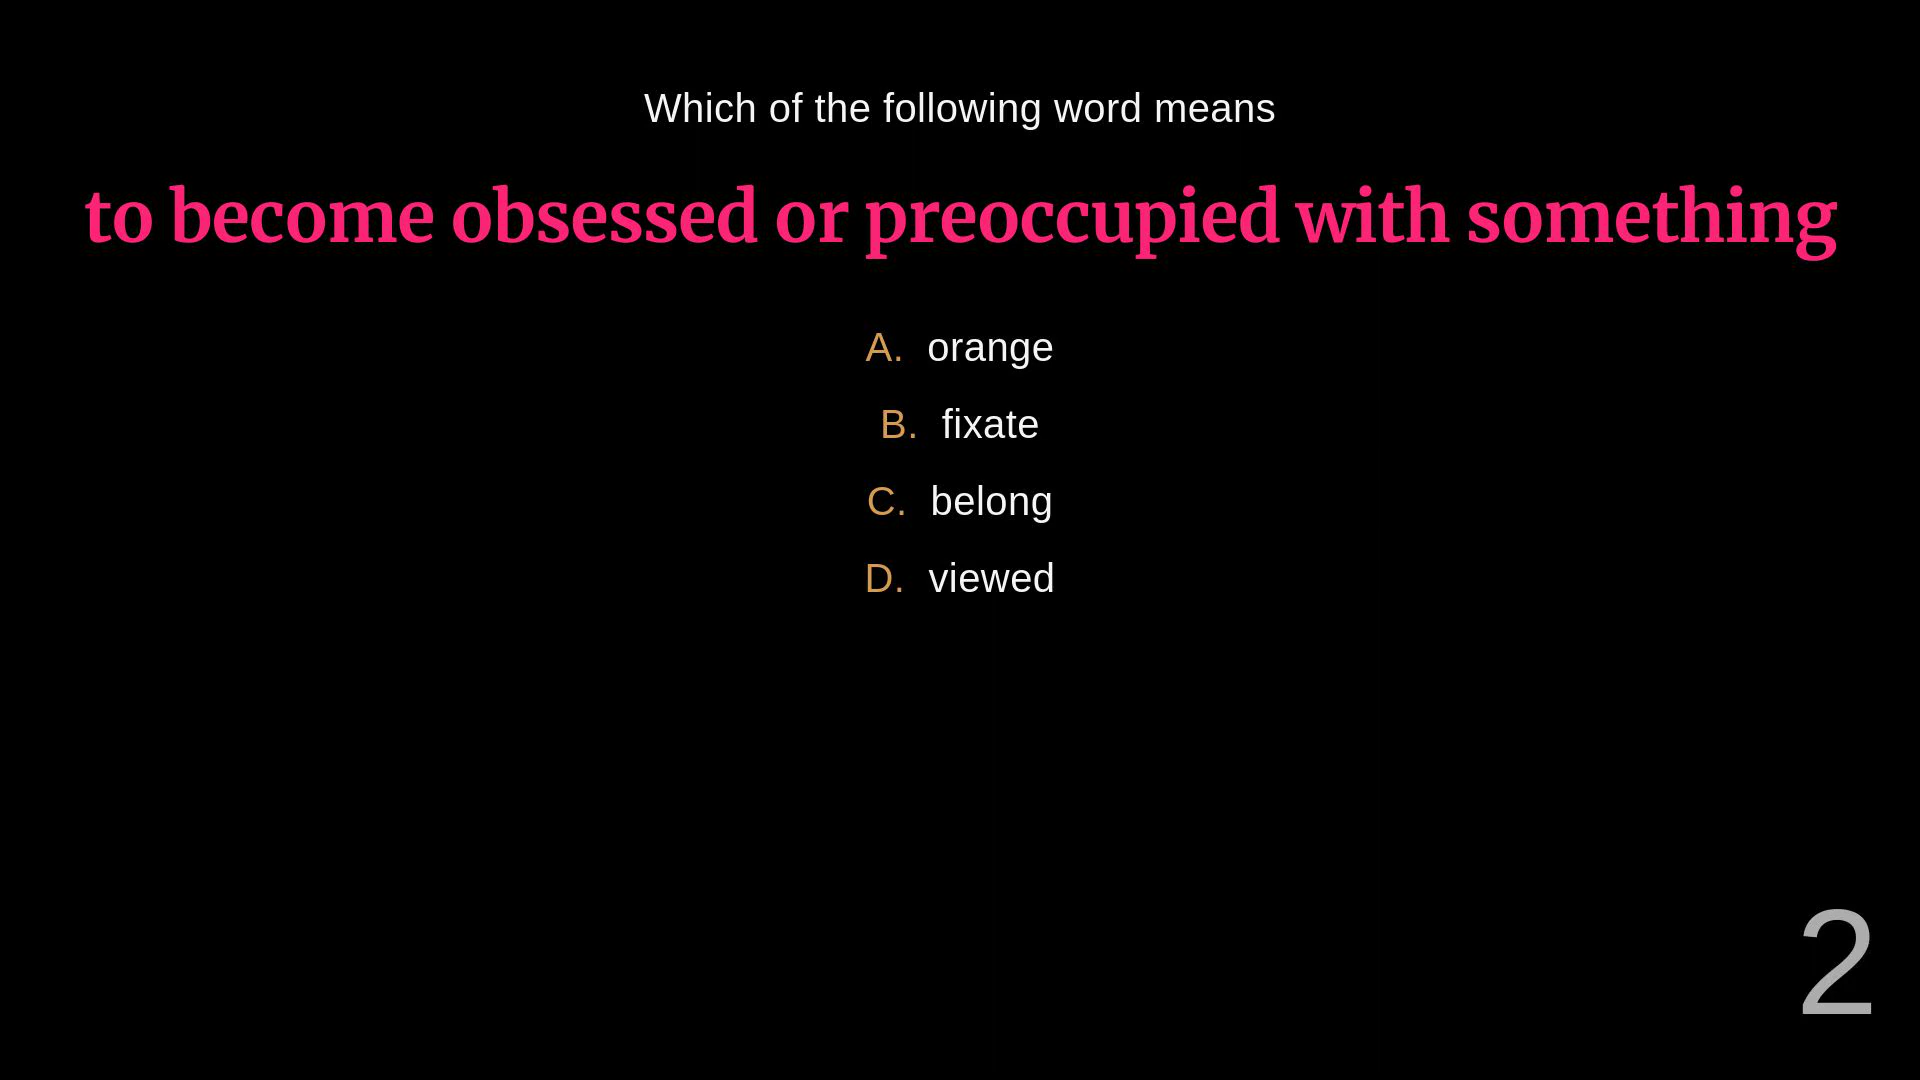 Which of the following word means
to become obsessed or preoccupied with something
A. orange
B. fixate
C. belong
D. viewed
2